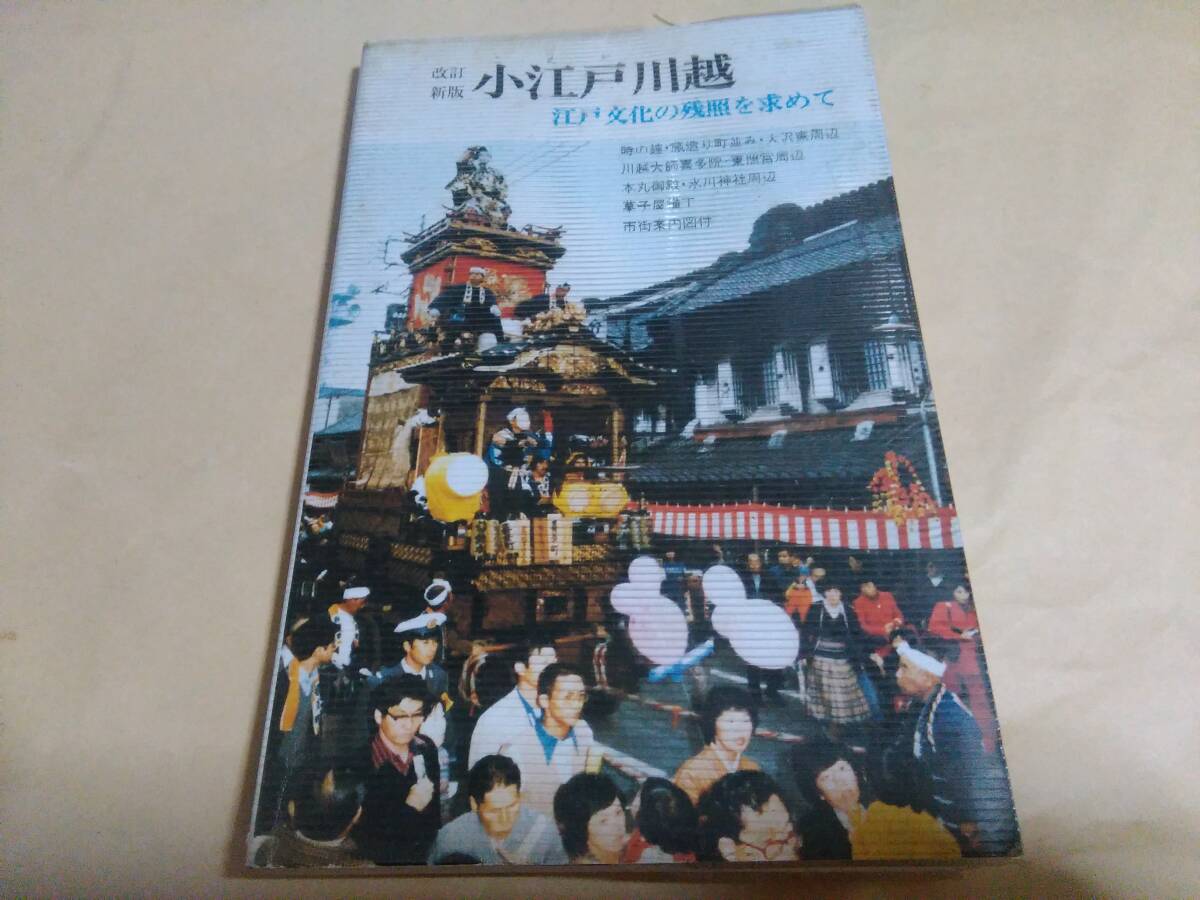 改訂
新版
小江戸川越
江戸文化の残照を求めて
時の鐘・蔵造り町並み・大沢家周辺
川越大師喜多院・東照宮周辺
本丸御殿・氷川神社周辺
菓子屋横丁
市街案内図付